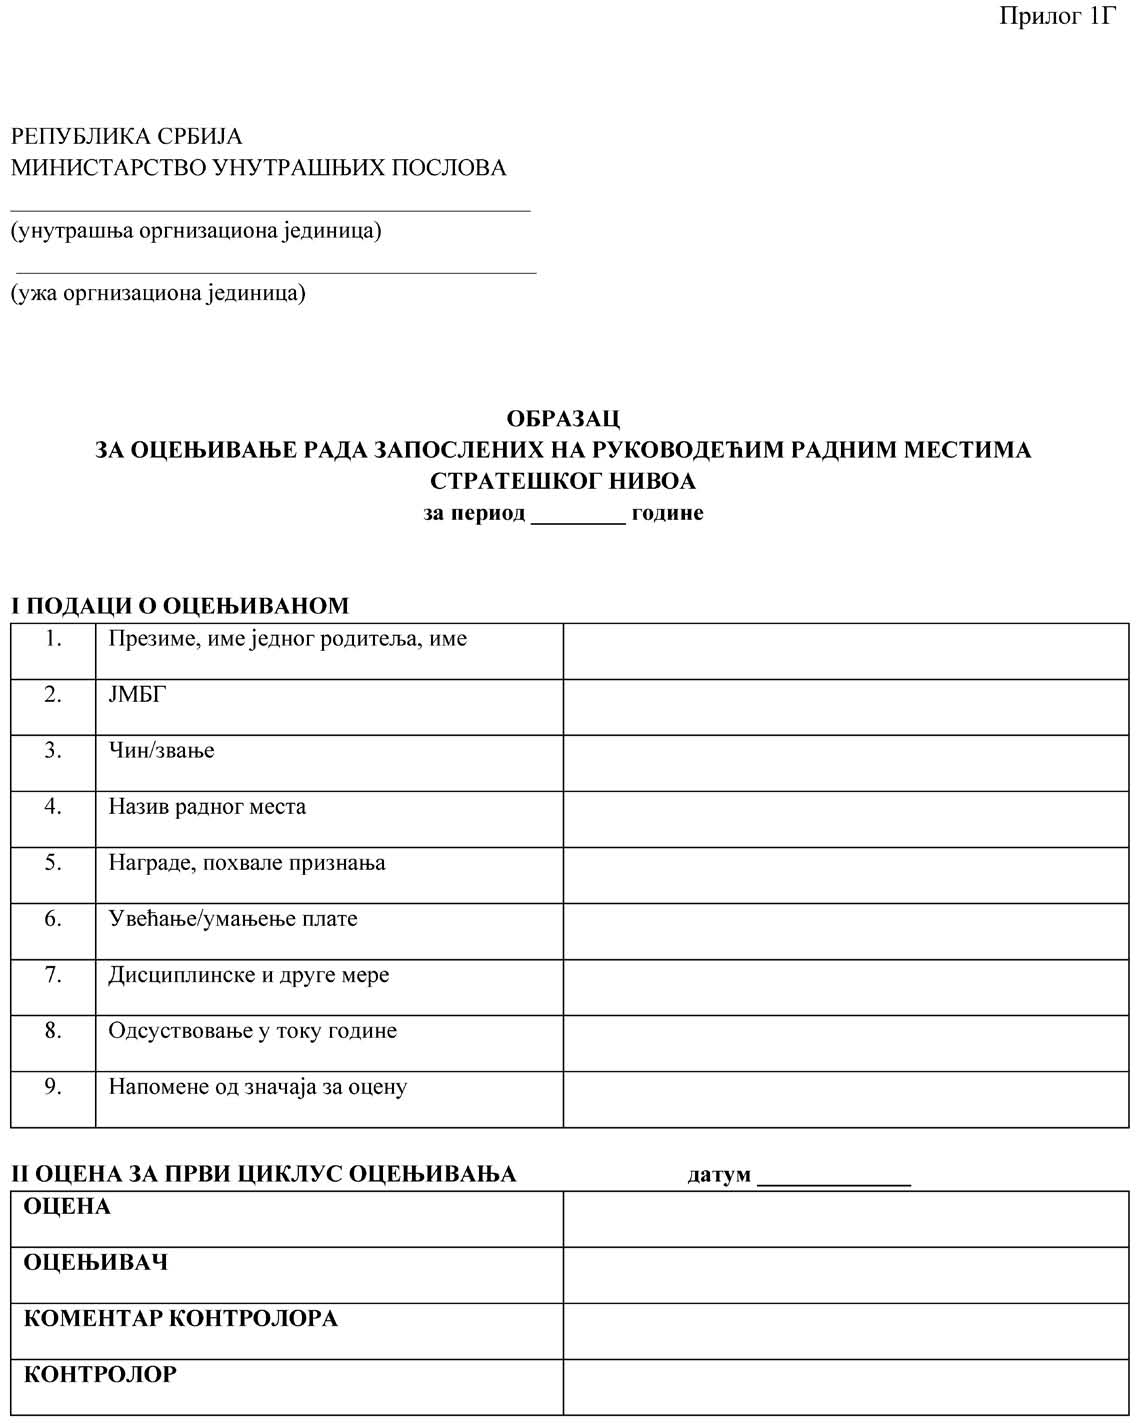 Прилог 1Г
РЕПУБЛИКА СРБИЈА
МИНИСТАРСТВО УНУТРАШЊИХ ПОСЛОВА
(унутрашња оргнизациона јединица)
(ужа оргнизациона јединица)
ОБРАЗАЦ
ЗА ОЦЕЊИВАЊЕ РАДА ЗАПОСЛЕНИХ НА РУКОВОДЕЋИМ РАДНИМ МЕСТИМА
СТРАТЕШКОГ НИВОА
за период ________ године
I ПОДАЦИ О ОЦЕЊИВАНОМ
1. Презиме, име једног родитеља, име
2. ЈМБГ
3. Чин/звање
4. Назив радног места
5. Награде, похвале признања
6. Увећање/умањење плате
7. Дисциплинске и друге мере
8. Одсуствовање у току године
9. Напомене од значаја за оцену
II ОЦЕНА ЗА ПРВИ ЦИКЛУС ОЦЕЊИВАЊА датум _____________
ОЦЕНА
ОЦЕЊИВАЧ
КОМЕНТАР КОНТРОЛОРА
КОНТРОЛОР